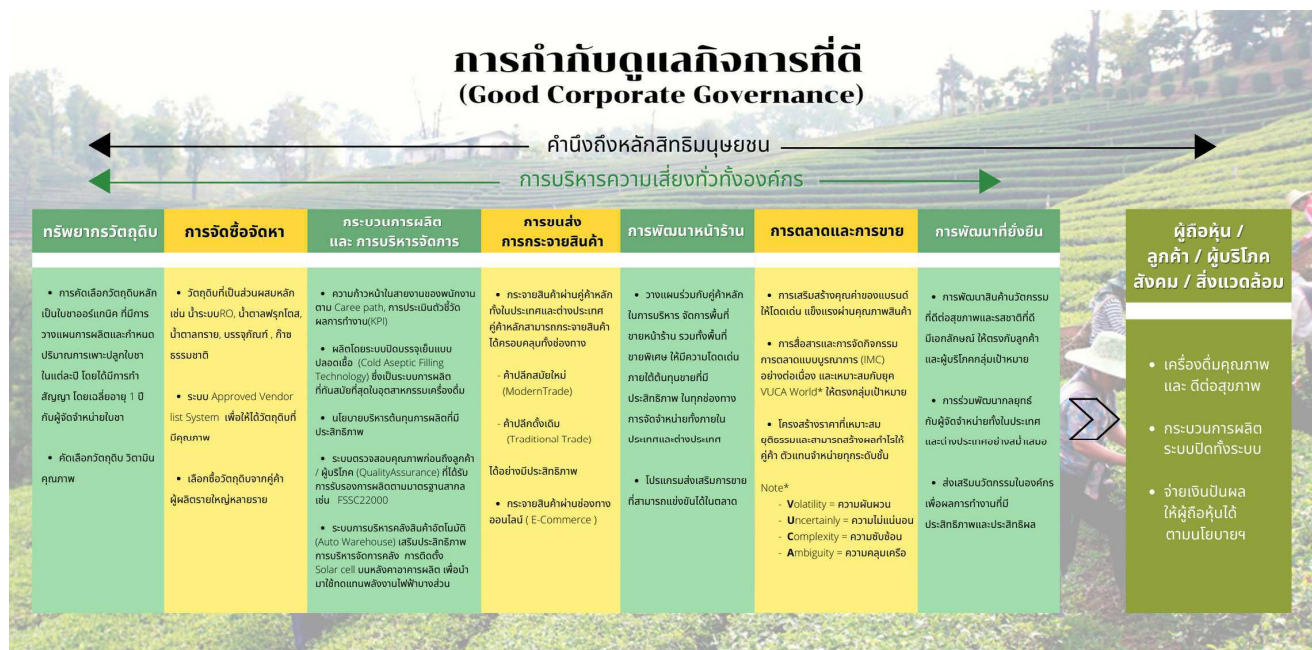 การกำกับดูแลกิจการที่ดี
(Good Corporate Governance)
คำนึงถึงหลักสิทธิมนุษยชน
การบริหารความเสี่ยงทั่วทั้งองค์กร
ทรัพยากรวัตถุดิบ
• การคัดเลือกวัตถุดิบหลัก
เป็นใบชาออร์แกนิค ที่มีการ
วางแผนการผลิตและกำหนด
ปริมาณการเพาะปลูกใบชา
ในแต่ละปี โดยได้มีการทำ
สัญญา โดยเฉลี่ยอายุ 1 ปี
กับผู้จัดจำหน่ายใบชา
• คัดเลือกวัตถุดิบ วิตามิน
คุณภาพ
การจัดซื้อจัดหา
• วัตถุดิบที่เป็นส่วนผสมหลัก
เช่น น้ำระบบRO, น้ำตาลฟรุกโตส,
น้ำตาลทราย, บรรจุภัณฑ์ , ก๊าซ
ธรรมชาติ
• ระบบ Approved Vendor
list System เพื่อให้ได้วัตถุดิบที่
มีคุณภาพ
• เลือกซื้อวัตถุดิบจากคู่ค้า
ผู้ผลิตรายใหญ่หลายราย
กระบวนการผลิต
และ การบริหารจัดการ
• ความก้าวหน้าในสายงานของพนักงาน
ตาม Caree path, การประเมินตัวชี้วัด
ผลการทำงาน(KPI)
• ผลิตโดยระบบปิดบรรจุเย็นแบบ
ปลอดเชื้อ (Cold Aseptic Filling
Technology) ซึ่งเป็นระบบการผลิต
ที่ทันสมัยที่สุดในอุตสาหกรรมเครื่องดื่ม
• นโยบายบริหารต้นทุนการผลิตที่มี
ประสิทธิภาพ
• ระบบตรวจสอบคุณภาพก่อนถึงลูกค้า
/ ผู้บริโภค (QualityAssurance) ที่ได้รับ
การรับรองการผลิตตามมาตรฐานสากล
เช่น FSSC22000
• ระบบการบริหารคลังสินค้าอัตโนมัติ
(Auto Warehouse) เสริมประสิทธิภาพ
การบริหารจัดการคลัง การติดตั้ง
Solar cell บนหลังคาอาคารผลิต เพื่อนำ
มาใช้ทดแทนพลังงานไฟฟ้าบางส่วน
การขนส่ง
การกระจายสินค้า
• กระจายสินค้าผ่านคู่ค้าหลัก
ทั้งในประเทศและต่างประเทศ
คู่ค้าหลักสามารถกระจายสินค้า
ได้ครอบคลุมทั้งช่องทาง
- ค้าปลีกสมัยใหม่
(ModernTrade)
- ค้าปลีกดั้งเดิม
(Traditional Trade)
ได้อย่างมีประสิทธิภาพ
• กระจายสินค้าผ่านช่องทาง
ออนไลน์ ( E-Commerce )
การพัฒนาหน้าร้าน
• วางแผนร่วมกับคู่ค้าหลัก
ในการบริหาร จัดการพื้นที่
ขายหน้าร้าน รวมทั้งพื้นที่
ขายพิเศษ ให้มีความโดดเด่น
ภายใต้ต้นทุนขายที่มี
ประสิทธิภาพ ในทุกช่องทาง
การจัดจำหน่ายทั้งภายใน
ประเทศและต่างประเทศ
• โปรแกรมส่งเสริมการขาย
ที่สามารถแข่งขันได้ในตลาด
การตลาดและการขาย
• การเสริมสร้างคุณค่าของแบรนด์
ให้โดดเด่น แข็งแรงผ่านคุณภาพสินค้า
• การสื่อสารและการจัดกิจกรรม
การตลาดแบบบูรณาการ (IMC)
อย่างต่อเนื่อง และเหมาะสมกับยุค
VUCA World* ให้ตรงกลุ่มเป้าหมาย
• โครงสร้างราคาที่เหมาะสม
ยุติธรรมและสามารถสร้างผลกำไรให้
คู่ค้า ตัวแทนจำหน่ายทุกระดับชั้น
Note*
- Volatility = ความผันผวน
- Uncertainly = ความไม่แน่นอน
- Complexity = ความซับซ้อน
- Ambiguity = ความคลุมเครือ
การพัฒนาที่ยั่งยืน
• การพัฒนาสินค้านวัตกรรม
ที่ดีต่อสุขภาพและรสชาติที่ดี
มีเอกลักษณ์ ให้ตรงกับลูกค้า
และผู้บริโภคกลุ่มเป้าหมาย
• การร่วมพัฒนากลยุทธ์
กับผู้จัดจำหน่ายทั้งในประเทศ
และต่างประเทศอย่างสม่ำเสมอ
• ส่งเสริมนวัตกรรมในองค์กร
เพื่อผลการทำงานที่มี
ประสิทธิภาพและประสิทธิผล
ผู้ถือหุ้น /
ลูกค้า / ผู้บริโภค
สังคม / สิ่งแวดล้อม
• เครื่องดื่มคุณภาพ
และ ดีต่อสุขภาพ
• กระบวนการผลิต
ระบบปิดทั้งระบบ
• จ่ายเงินปันผล
ให้ผู้ถือหุ้นได้
ตามนโยบายฯ